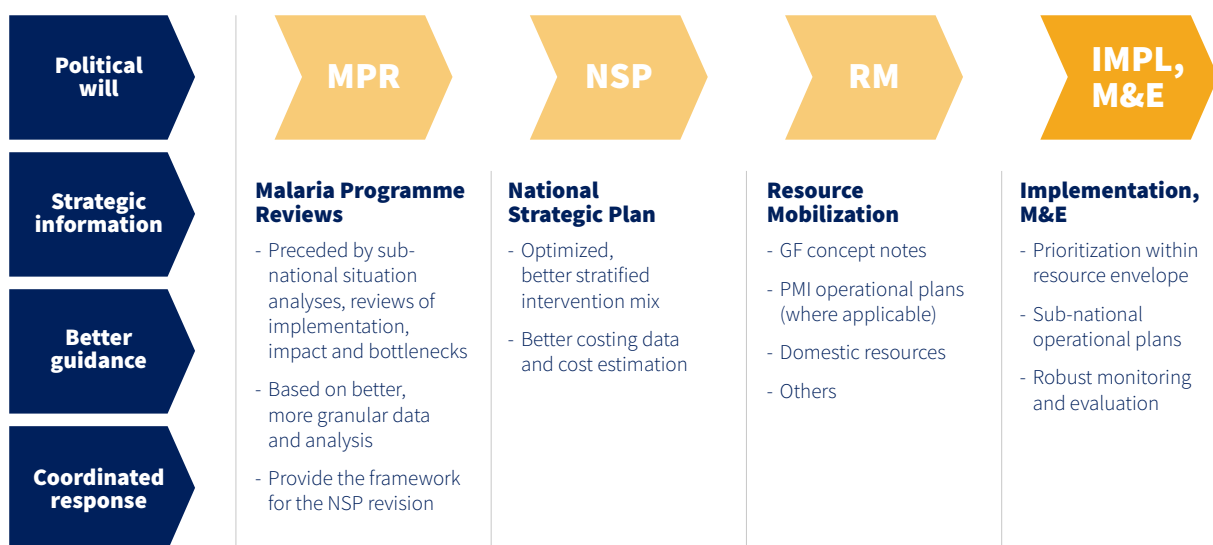 Political
will
Strategic
information
Better
guidance
Coordinated
response
MPR
Malaria Programme
Reviews
- Preceded by sub-
national situation
analyses, reviews of
implementation,
impact and bottlenecks
- Based on better,
more granular data
and analysis
- Provide the framework
for the NSP revision
NSP
National
Strategic Plan
- Optimized,
better stratified
intervention mix
- Better costing data
and cost estimation
RM
Resource
Mobilization
- GF concept notes
- PMI operational plans
(where applicable)
- Domestic resources
- Others
IMPL,
M&E
Implementation,
M&E
- Prioritization within
resource envelope
- Sub-national
operational plans
- Robust monitoring
and evaluation